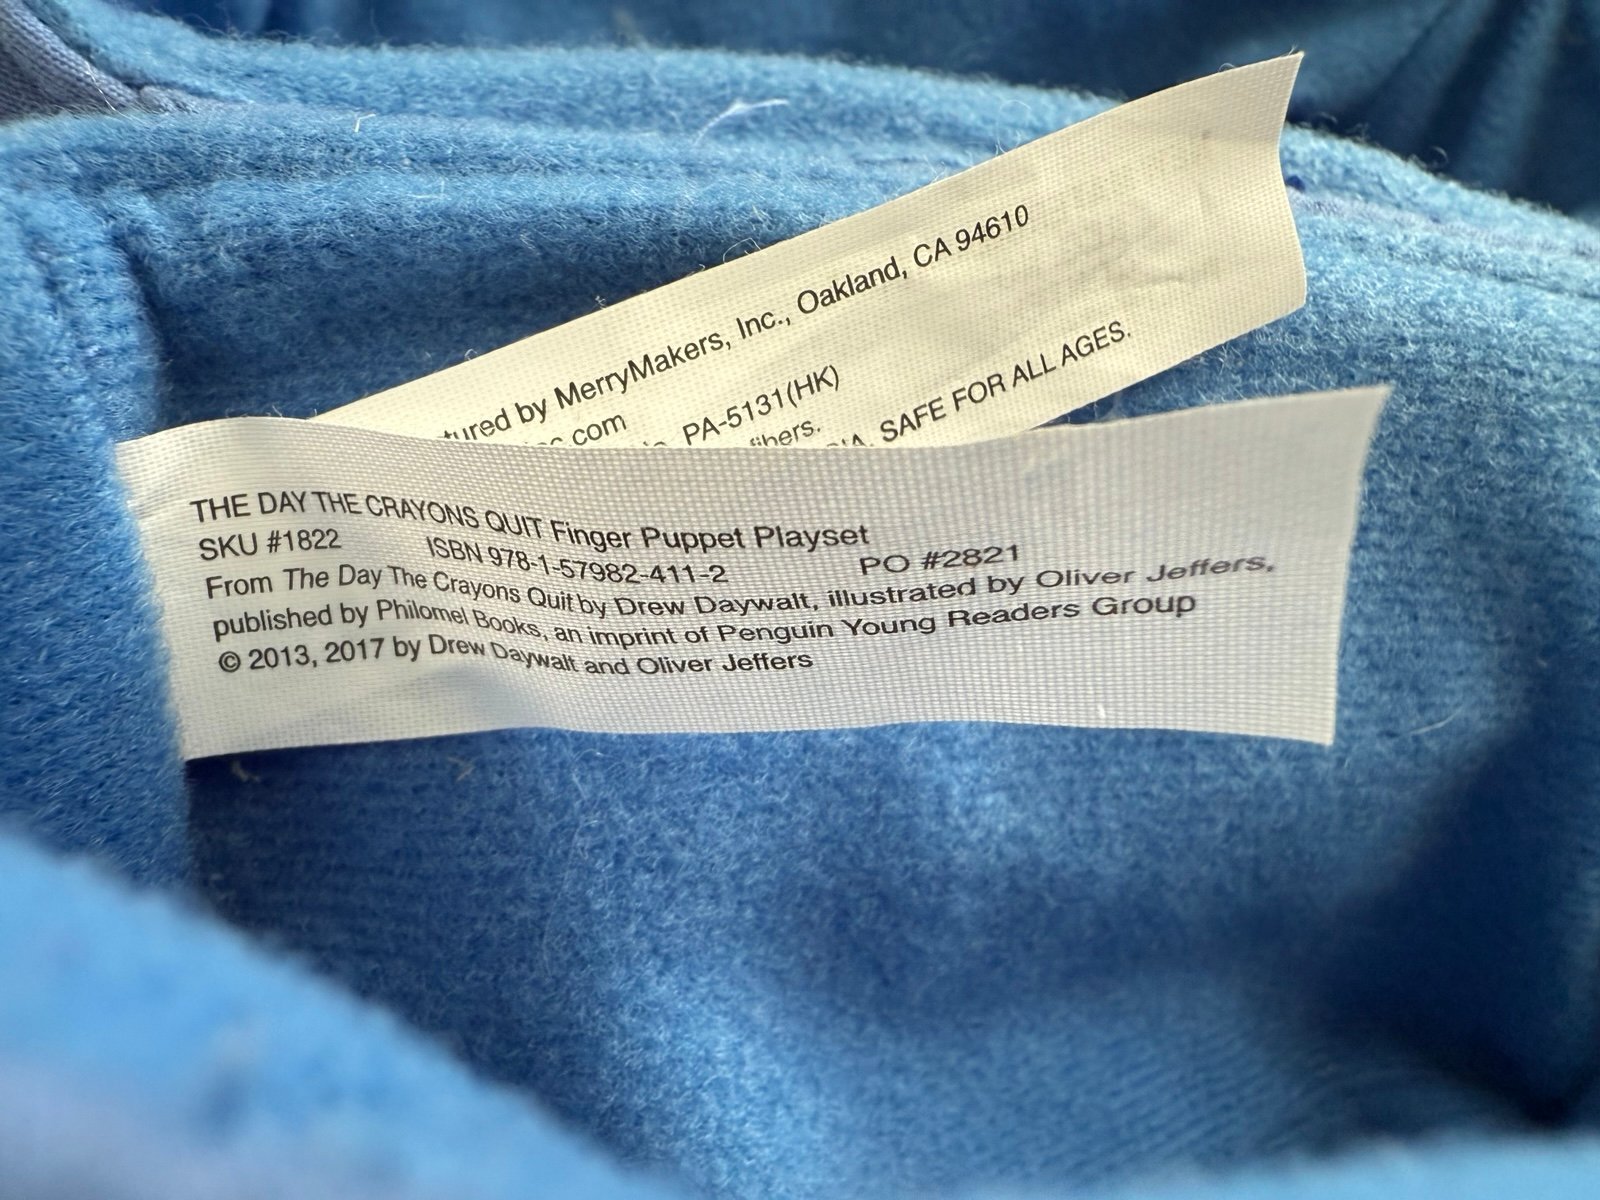 by MerryMakers, Inc., Oakland, CA 94610
.com
PA-5131(HK)
SAFE FOR ALL AGES.
THE DAY THE CRAYONS QUIT Finger Puppet Playset
SKU #1822 ISBN 978-1-57982-411-2 PO #2821
From The Day The Crayons Quit by Drew Daywalt, illustrated by Oliver Jeffers,
published by Philomel Books, an imprint of Penguin Young Readers Group
© 2013, 2017 by Drew Daywalt and Oliver Jeffers